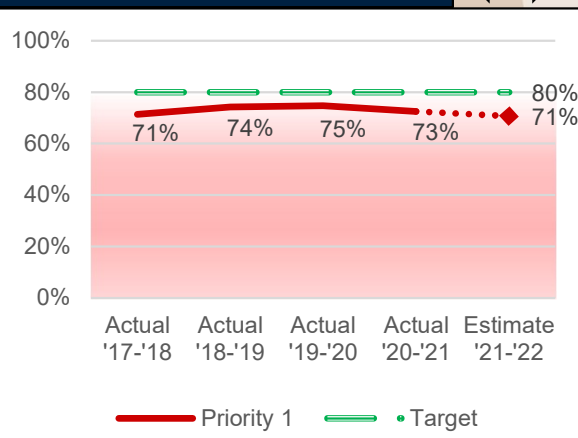 100%
80%
60%
40%
20%
0%
80%
71%
71%
74%
75%
73%
Actual
'17-'18
Actual
'18-'19
Actual
'19-'20
Actual
'20-'21
Estimate
'21-'22
Priority 1
Target